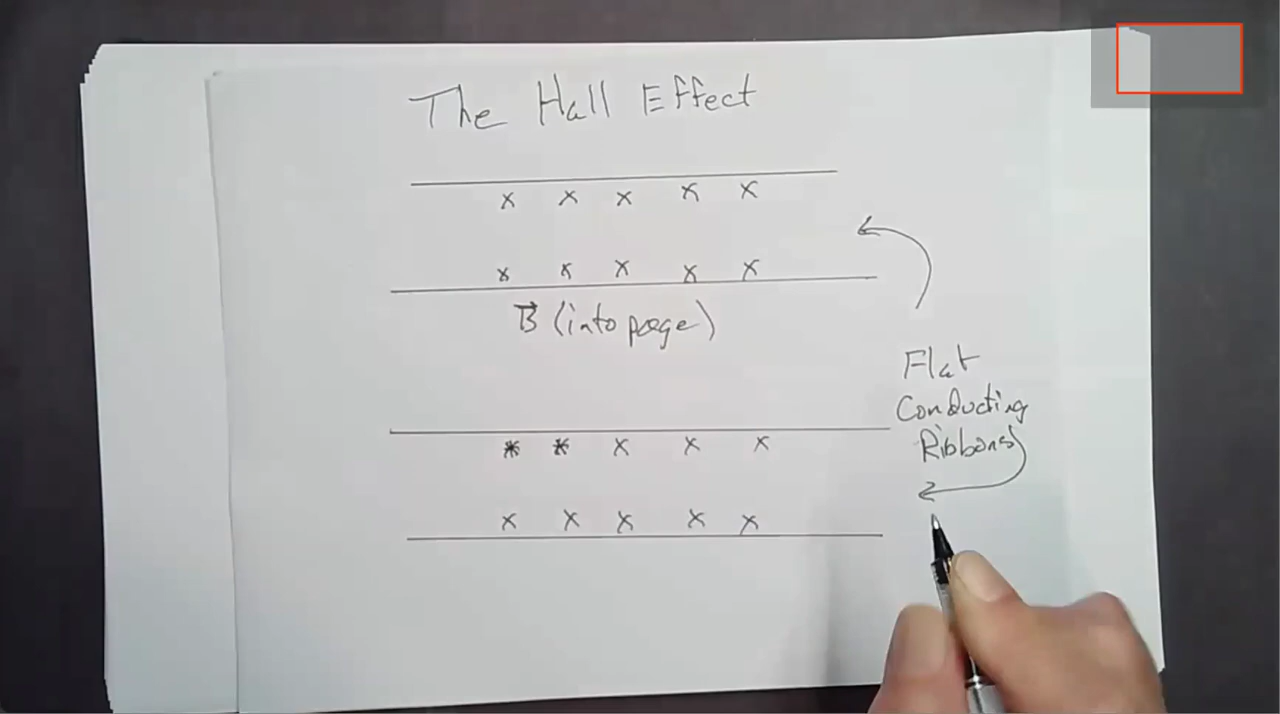 The Hall Effect
x x x x x
x x x x x
B⃗ (into page)
Flat
Conducting
Ribbons
x x x x x
x x x x x